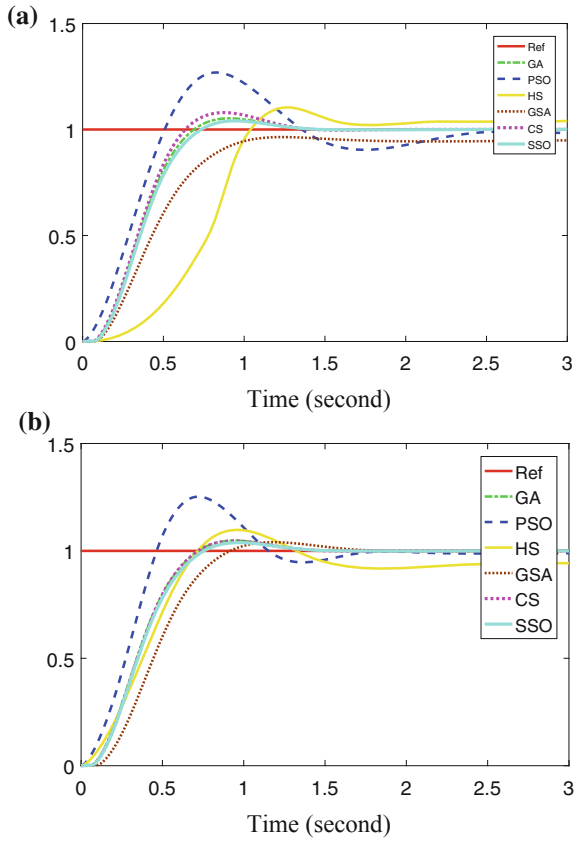 (a)
1.5
1
0.5
0
Ref
GA
PSO
HS
GSA
CS
SSO
0 0.5 1 1.5 2 2.5 3
Time (second)
(b)
1.5
1
0.5
0
Ref
GA
PSO
HS
GSA
CS
SSO
0 0.5 1 1.5 2 2.5 3
Time (second)